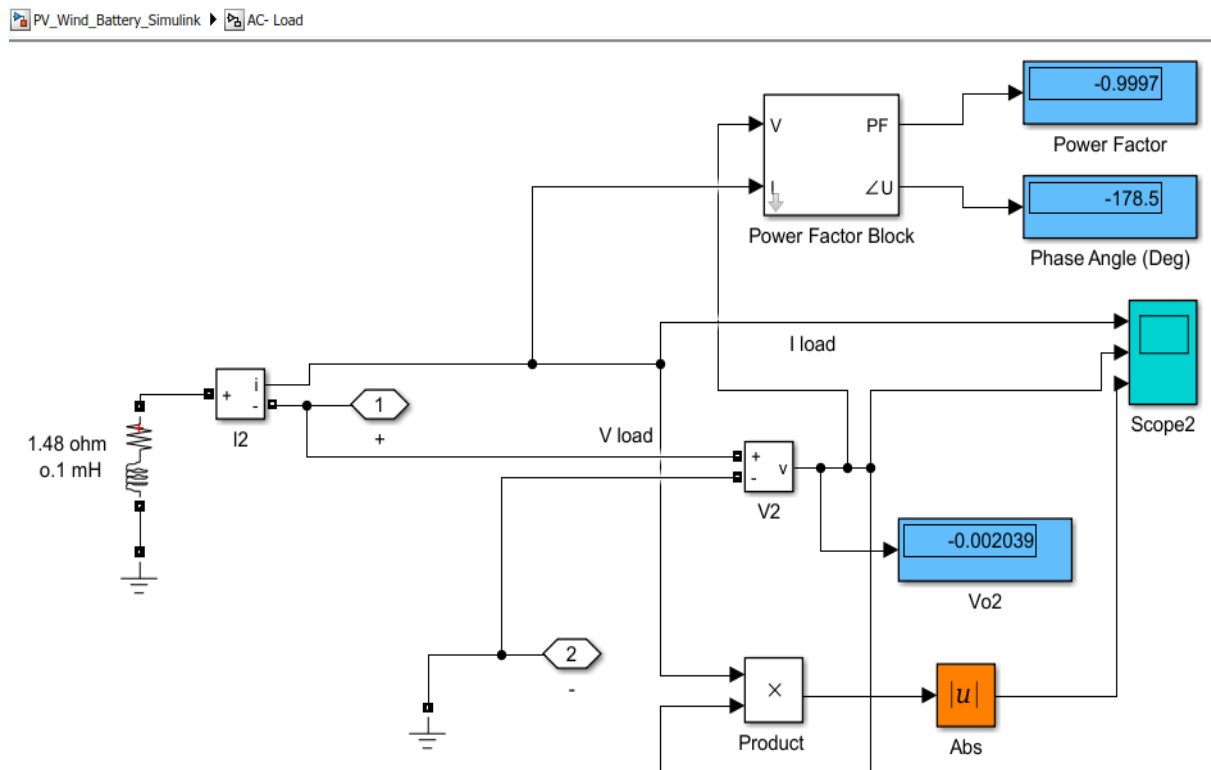 PV_Wind_Battery_Simulink AC- Load
-0.9997
V PF
Power Factor
I ∠U
-178.5
Power Factor Block
Phase Angle (Deg)
I load
i
+
-
1
I2
+
Scope2
1.48 ohm
o.1 mH
V load
+
-
v
V2
-0.002039
Vo2
2
-
×
|u|
Product
Abs